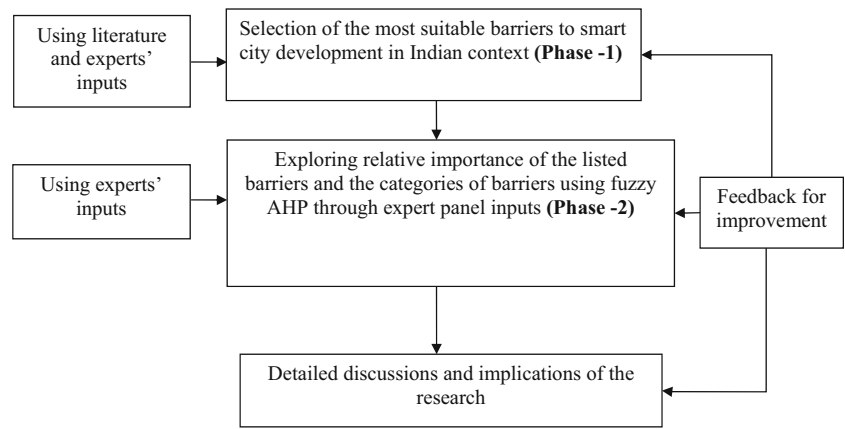 Using literature
and experts'
inputs
Selection of the most suitable barriers to smart
city development in Indian context (Phase -1)
Using experts'
inputs
Exploring relative importance of the listed
barriers and the categories of barriers using fuzzy
AHP through expert panel inputs (Phase -2)
Feedback for
improvement
Detailed discussions and implications of the
research